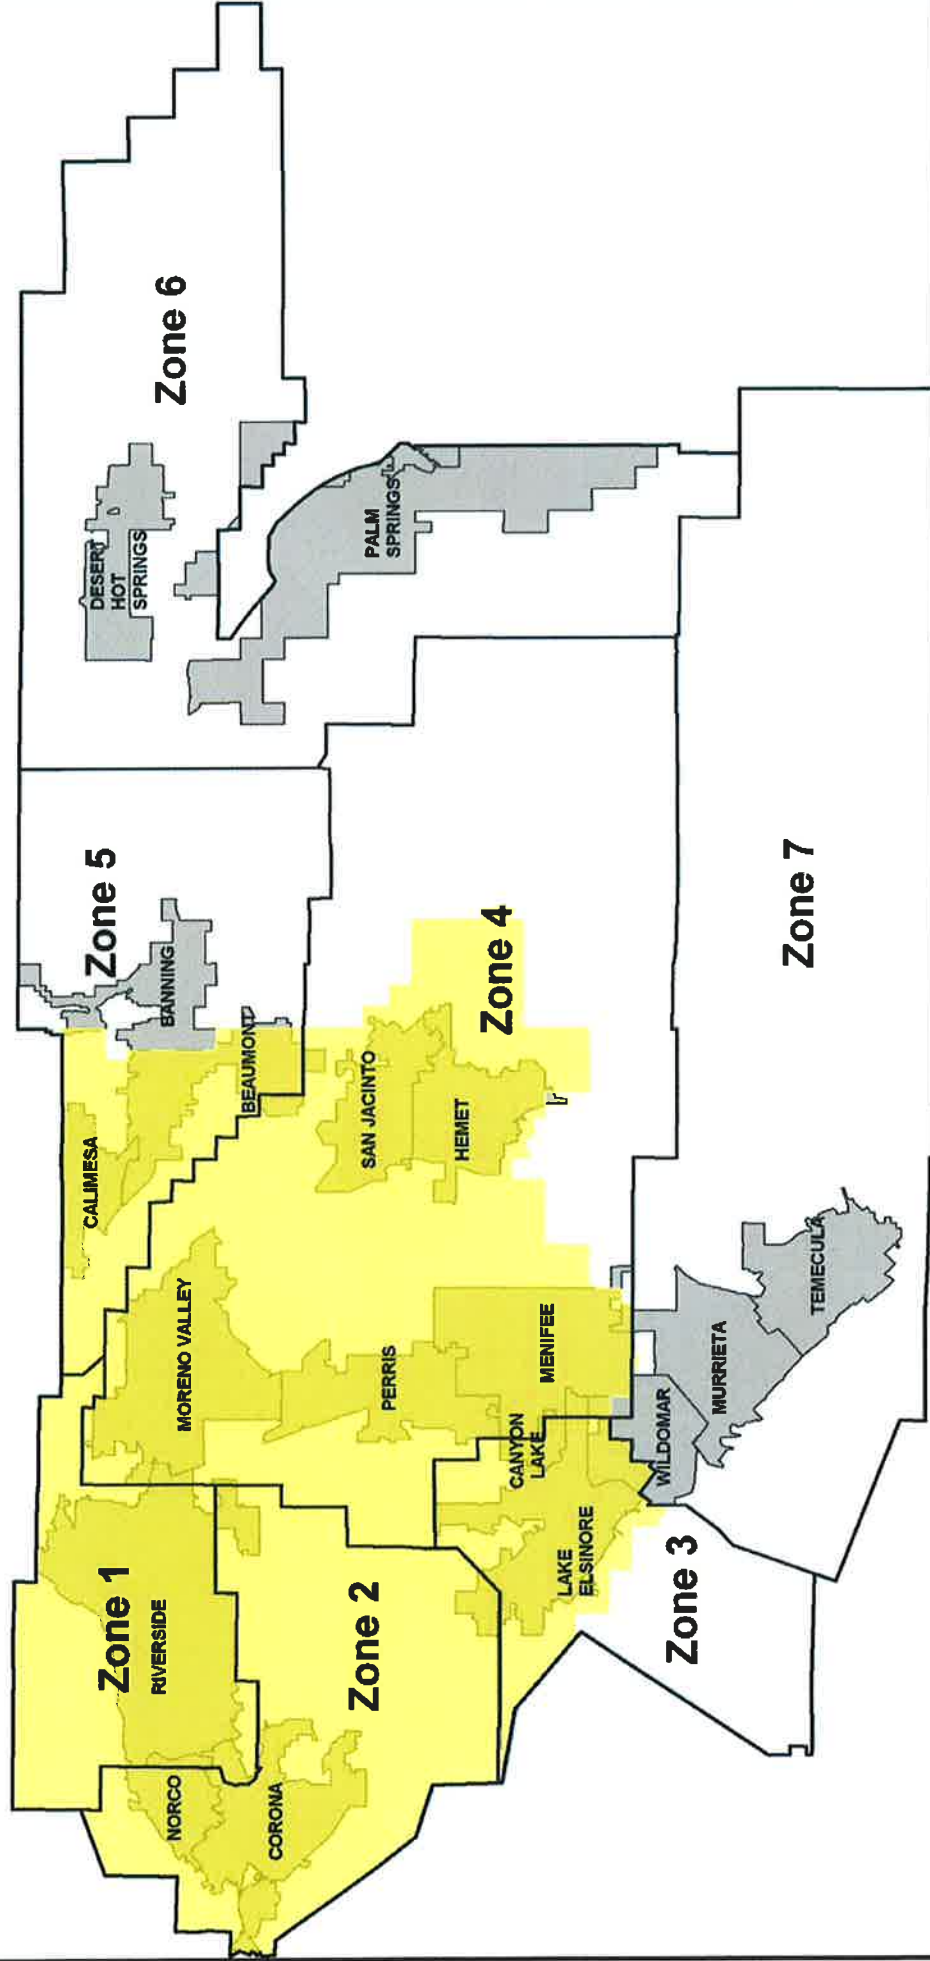 Zone 1
RIVERSIDE
NORCO
CORONA
Zone 2
MORENO VALLEY
PERRIS
CALIMESA
BEAUMONT
BANNING
Zone 5
SAN JACINTO
HEMET
Zone 4
MENIFEE
CANYON
LAKE
LAKE
ELSINORE
Zone 3
WILDOMAR
MURRIETA
TEMECULA
Zone 7
DESERT
HOT
SPRINGS
Zone 6
PALM
SPRINGS